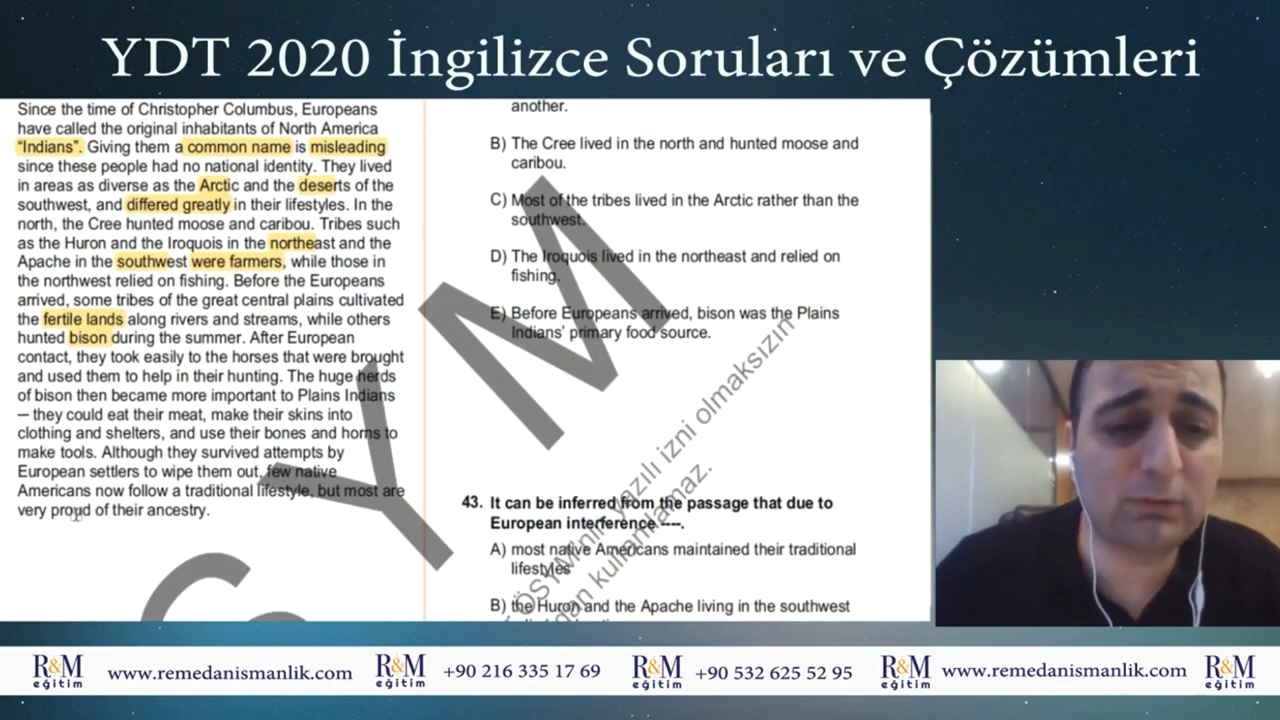 YDT 2020 İngilizce Soruları ve Çözümleri
Since the time of Christopher Columbus, Europeans
have called the original inhabitants of North America
“Indians”. Giving them a common name is misleading
since these people had no national identity. They lived
in areas as diverse as the Arctic and the deserts of the
southwest, and differed greatly in their lifestyles. In the
north, the Cree hunted moose and caribou. Tribes such
as the Huron and the Iroquois in the northeast and the
Apache in the southwest were farmers, while those in
the northwest relied on fishing. Before the Europeans
arrived, some tribes of the great central plains cultivated
the fertile lands along rivers and streams, while others
hunted bison during the summer. After European
contact, they took easily to the horses that were brought
and used them to help in their hunting. The huge herds
of bison then became more important to Plains Indians
– they could eat their meat, make their skins into
clothing and shelters, and use their bones and horns to
make tools. Although they survived attempts by
European settlers to wipe them out, few native
Americans now follow a traditional lifestyle, but most are
very proud of their ancestry.
another.
B) The Cree lived in the north and hunted moose and
caribou.
C) Most of the tribes lived in the Arctic rather than the
southwest.
D) The Iroquois lived in the northeast and relied on
fishing.
E) Before Europeans arrived, bison was the Plains
Indians’ primary food source.
43. It can be inferred from the passage that due to
European interference ----.
A) most native Americans maintained their traditional
lifestyles
B) the Huron and the Apache living in the southwest
SYM
ÖSYM'nin yazılı izni olmaksızın
kullanılamaz.
R&M
eğitim
www.remedanismanlik.com
R&M
eğitim
+90 216 335 17 69
R&M
eğitim
+90 532 625 52 95
R&M
eğitim
www.remedanismanlik.com
R&M
eğitim